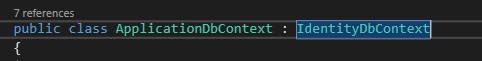 7 references
public class ApplicationDbContext : IdentityDbContext
{